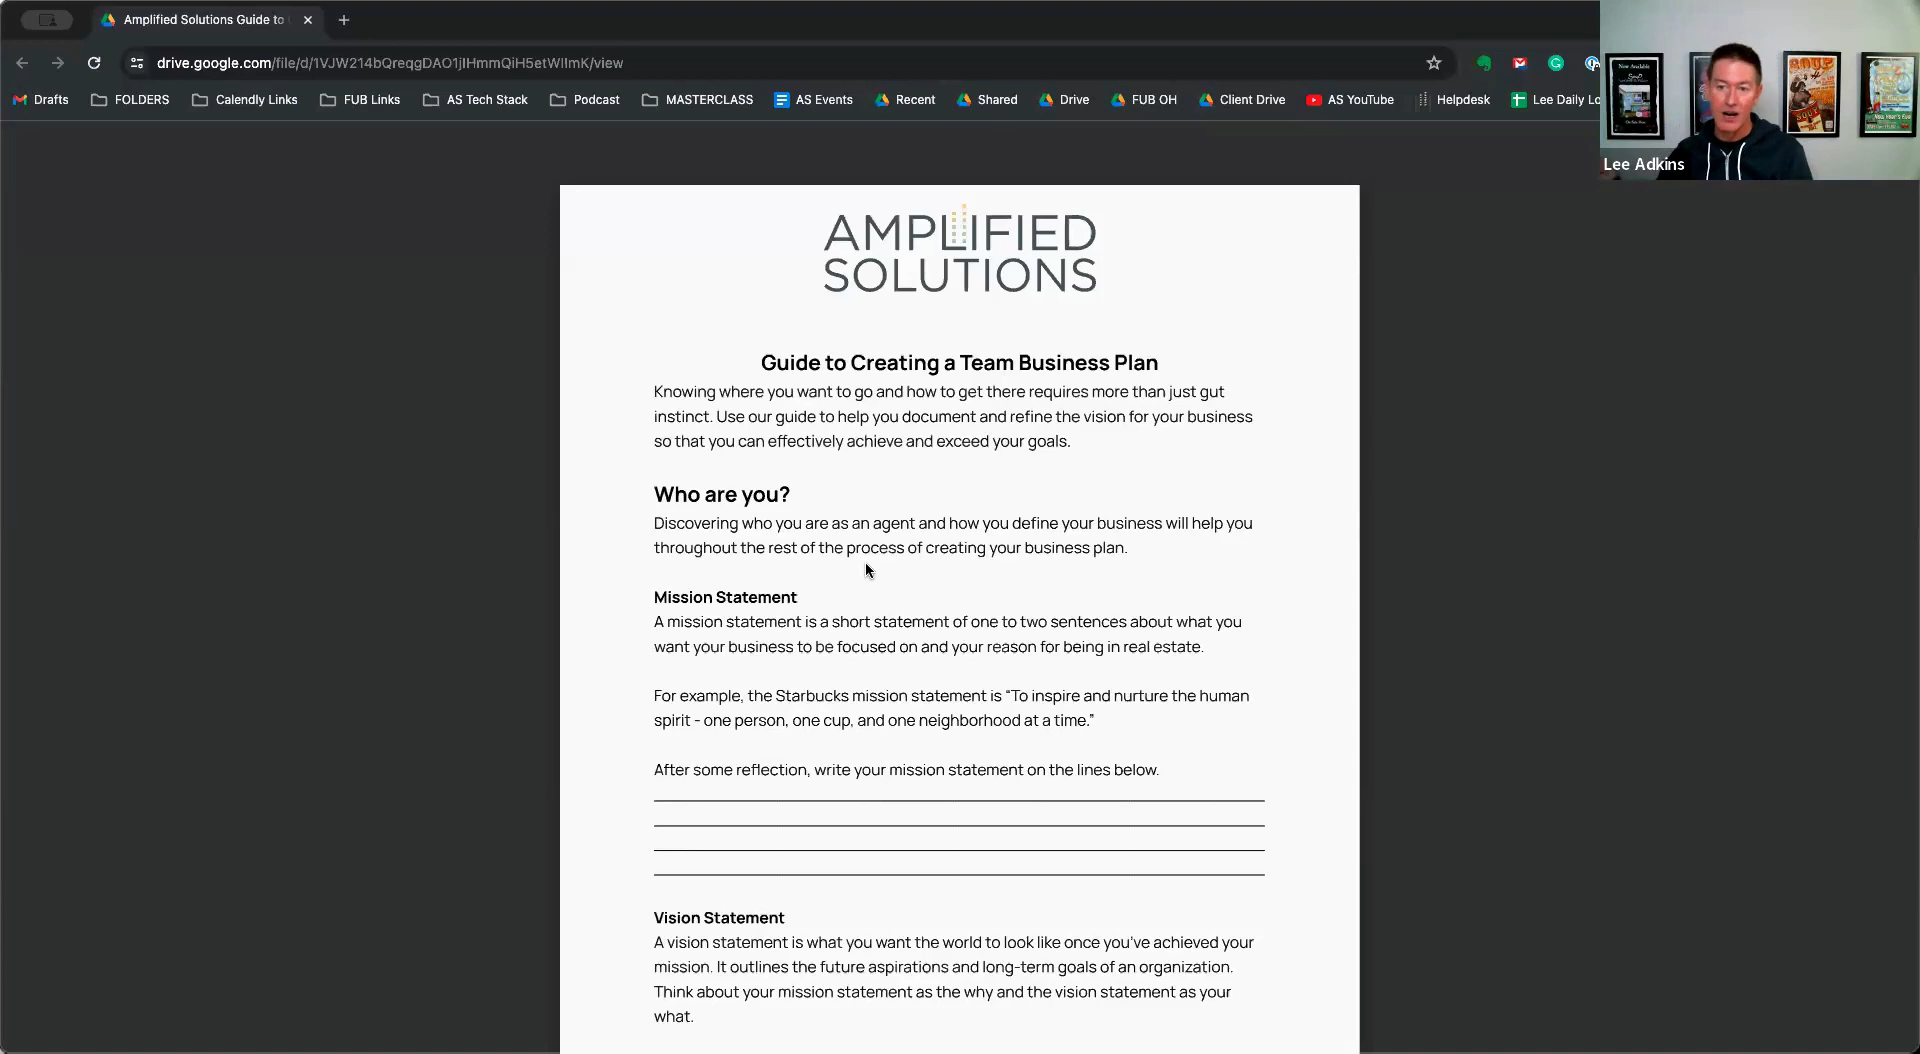 Amplified Solutions Guide to
drive.google.com/file/d/1VJW214bQreqgDAO1jIHmmQiH5etWlImK/view
Drafts FOLDERS Calendly Links FUB Links AS Tech Stack Podcast MASTERCLASS AS Events Recent Shared Drive FUB OH Client Drive AS YouTube Helpdesk Lee Daily Lo
Now Available
SOUP
New Year's Eve
Lee Adkins
AMPLIFIED
SOLUTIONS
Guide to Creating a Team Business Plan
Knowing where you want to go and how to get there requires more than just gut
instinct. Use our guide to help you document and refine the vision for your business
so that you can effectively achieve and exceed your goals.
Who are you?
Discovering who you are as an agent and how you define your business will help you
throughout the rest of the process of creating your business plan.
Mission Statement
A mission statement is a short statement of one to two sentences about what you
want your business to be focused on and your reason for being in real estate.
For example, the Starbucks mission statement is “To inspire and nurture the human
spirit - one person, one cup, and one neighborhood at a time.”
After some reflection, write your mission statement on the lines below.
Vision Statement
A vision statement is what you want the world to look like once you’ve achieved your
mission. It outlines the future aspirations and long-term goals of an organization.
Think about your mission statement as the why and the vision statement as your
what.